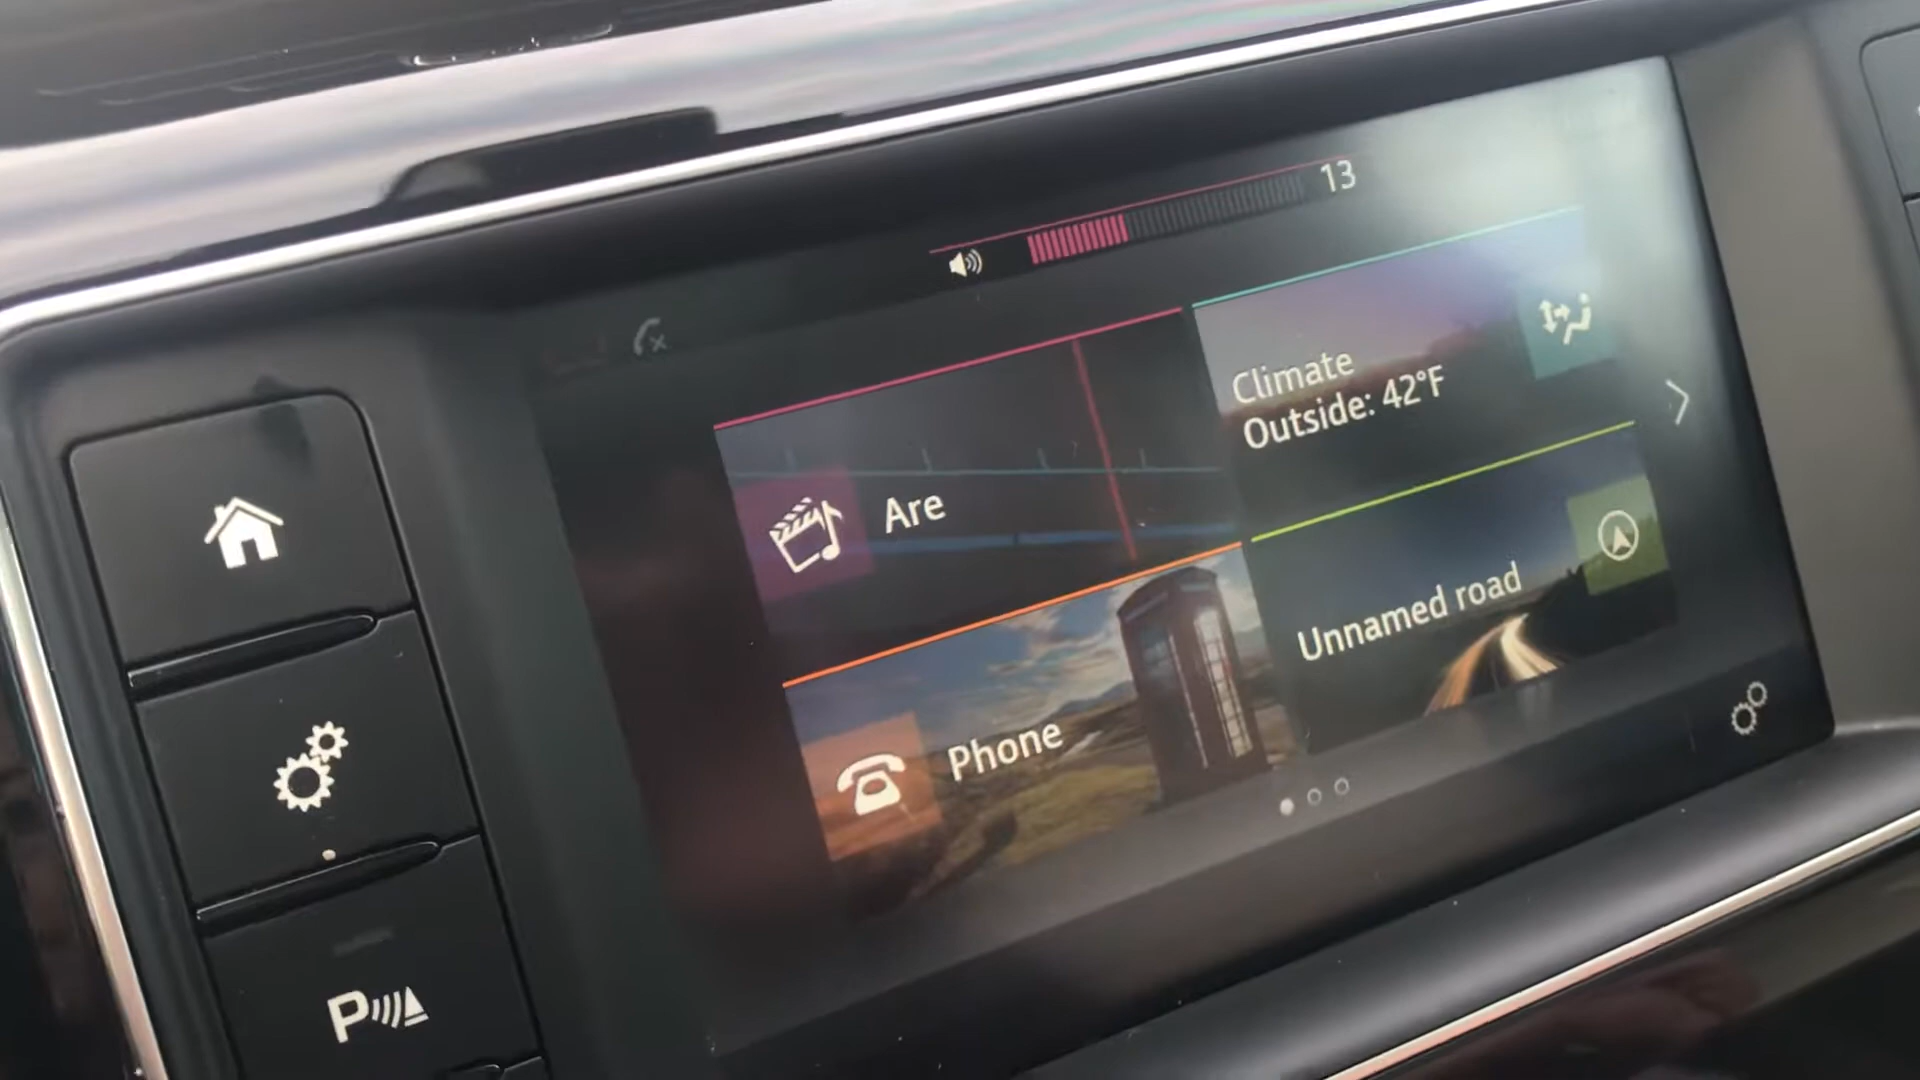 13
Climate
Outside: 42°F
Are
Unnamed road
Phone
P